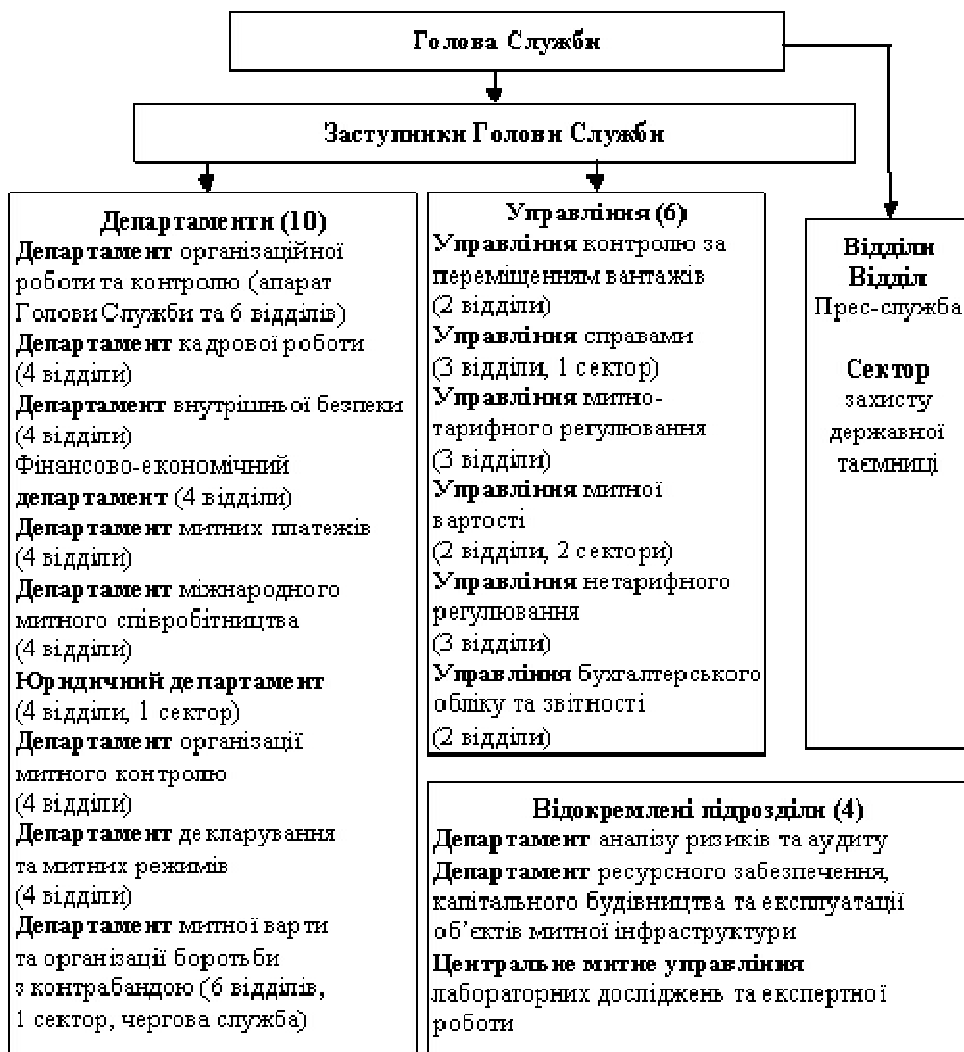 Голова Служби
Заступники Голови Служби
Департаменти (10)
Департамент організаційної
роботи та контролю (апарат
Голови Служби та 6 відділів)
Департамент кадрової роботи
(4 відділи)
Департамент внутрішньої безпеки
(4 відділи)
Фінансово-економічний
департамент (4 відділи)
Департамент митних платежів
(4 відділи)
Департамент міжнародного
митного співробітництва
(4 відділи)
Юридичний департамент
(4 відділи, 1 сектор)
Департамент організації
митного контролю
(4 відділи)
Департамент декларування
та митних режимів
(4 відділи)
Департамент митної варти
та організації боротьби
з контрабандою (6 відділів,
1 сектор, чергова служба)
Управління (6)
Управління контролю за
переміщенням вантажів
(2 відділи)
Управління справами
(3 відділи, 1 сектор)
Управління митно-
тарифного регулювання
(3 відділи)
Управління митної
вартості
(2 відділи, 2 сектори)
Управління нетарифного
регулювання
(3 відділи)
Управління бухгалтерського
обліку та звітності
(2 відділи)
Відділи
Відділ
Прес-служба
Сектор
захисту
державної
таємниці
Відокремлені підрозділи (4)
Департамент аналізу ризиків та аудиту
Департамент ресурсного забезпечення,
капітального будівництва та експлуатації
об’єктів митної інфраструктури
Центральне митне управління
лабораторних досліджень та експертної
роботи